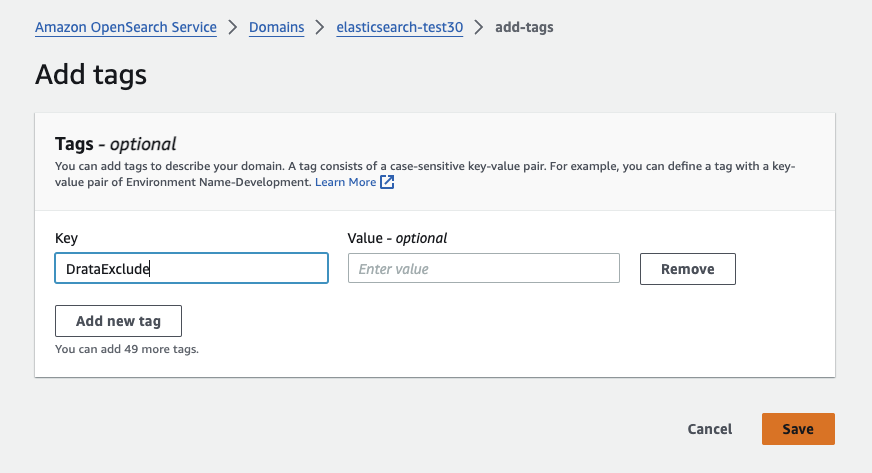 Amazon OpenSearch Service > Domains > elasticsearch-test30 > add-tags
Add tags
Tags - optional
You can add tags to describe your domain. A tag consists of a case-sensitive key-value pair. For example, you can define a tag with a key-
value pair of Environment Name-Development. Learn More
Key
Value - optional
DrataExclude
Enter value
Remove
Add new tag
You can add 49 more tags.
Cancel
Save